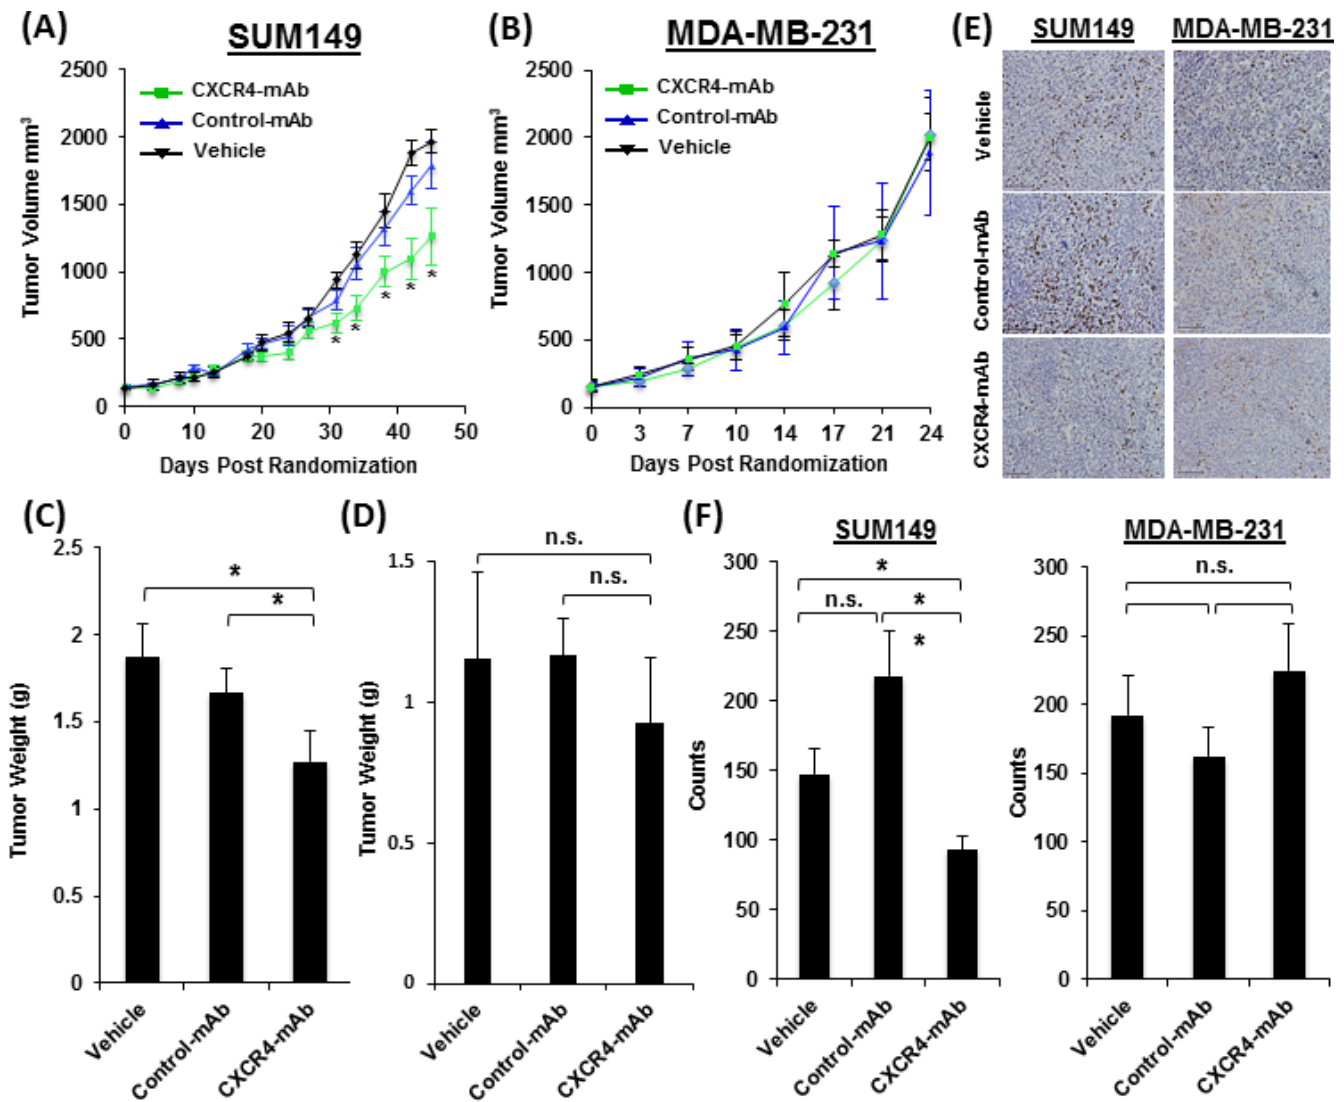 (A)
SUM149
2500
2000
1500
1000
500
0
Tumor Volume mm³
CXCR4-mAb
Control-mAb
Vehicle
*
*
*
*
*
0
10
20
30
40
50
Days Post Randomization
(B)
MDA-MB-231
2500
2000
1500
1000
500
0
Tumor Volume mm³
CXCR4-mAb
Control-mAb
Vehicle
0
3
7
10
14
17
21
24
Days Post Randomization
(E)
SUM149
MDA-MB-231
Vehicle
Control-mAb
CXCR4-mAb
(C)
2.5
2
1.5
1
0.5
0
Tumor Weight (g)
*
*
Vehicle
Control-mAb
CXCR4-mAb
(D)
1.5
1
0.5
0
Tumor Weight (g)
n.s.
n.s.
Vehicle
Control-mAb
CXCR4-mAb
(F)
SUM149
300
250
200
150
100
50
0
Counts
*
n.s.
*
*
Vehicle
Control-mAb
CXCR4-mAb
MDA-MB-231
300
250
200
150
100
50
0
Counts
n.s.
Vehicle
Control-mAb
CXCR4-mAb